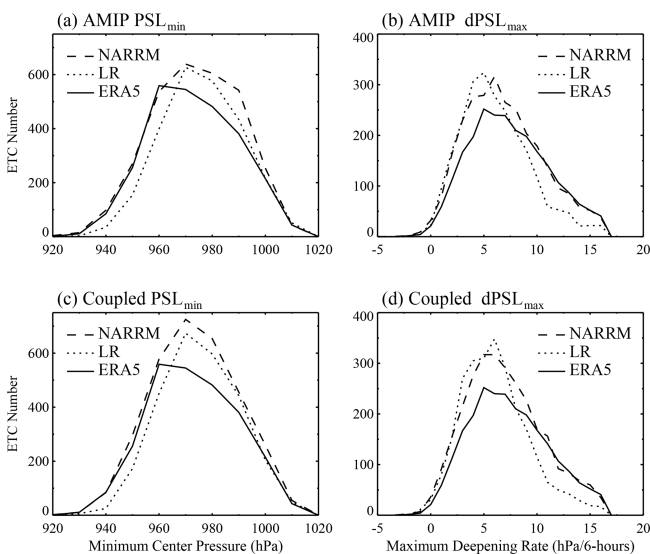 (a) AMIP PSLmin
NARRM
LR
ERA5
ETC Number
600
400
200
0
920 940 960 980 1000 1020
(b) AMIP dPSLmax
NARRM
LR
ERA5
400
300
200
100
0
-5 0 5 10 15 20
(c) Coupled PSLmin
NARRM
LR
ERA5
ETC Number
600
400
200
0
920 940 960 980 1000 1020
Minimum Center Pressure (hPa)
(d) Coupled dPSLmax
NARRM
LR
ERA5
400
300
200
100
0
-5 0 5 10 15 20
Maximum Deepening Rate (hPa/6-hours)